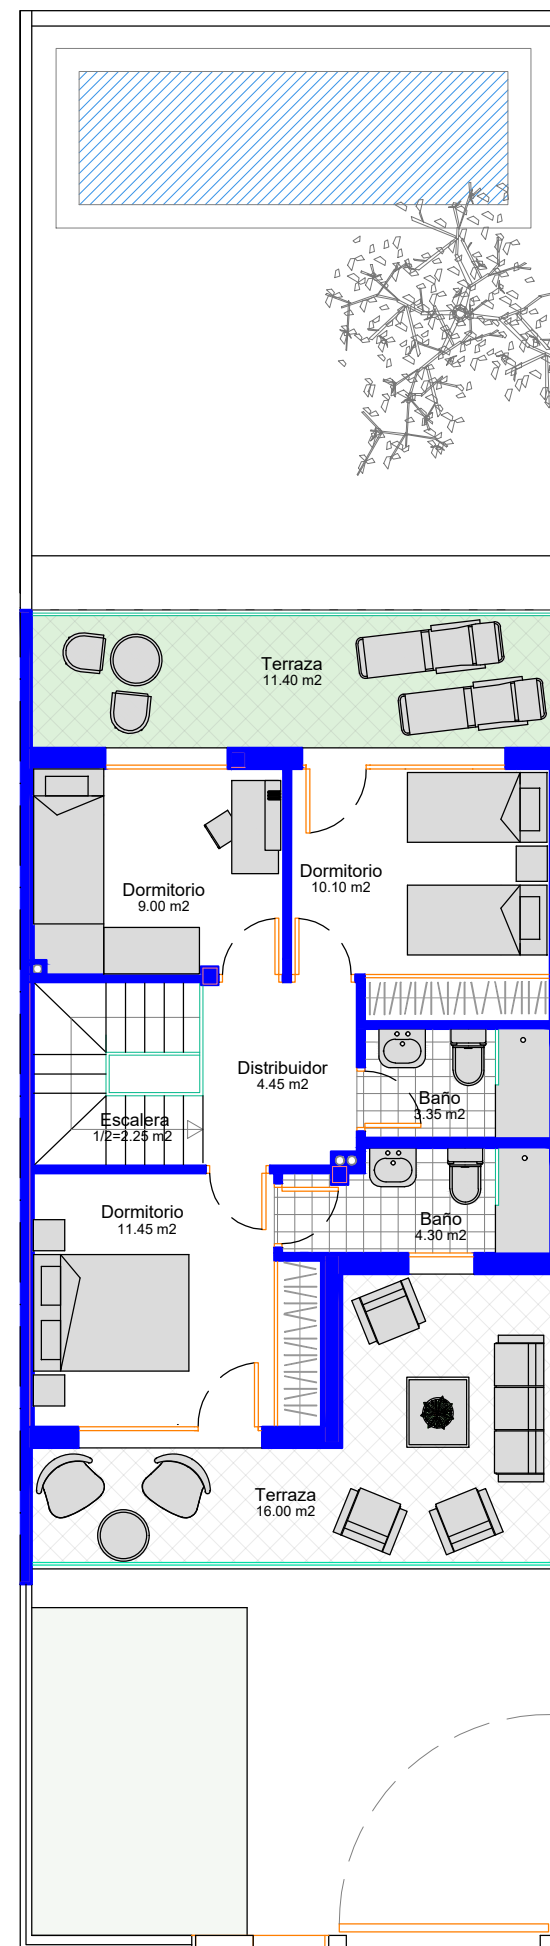 Terraza
11.40 m2
Dormitorio
9.00 m2
Dormitorio
10.10 m2
Distribuidor
4.45 m2
Escalera
1/2=2.25 m2
Baño
3.35 m2
Dormitorio
11.45 m2
Baño
4.30 m2
Terraza
16.00 m2